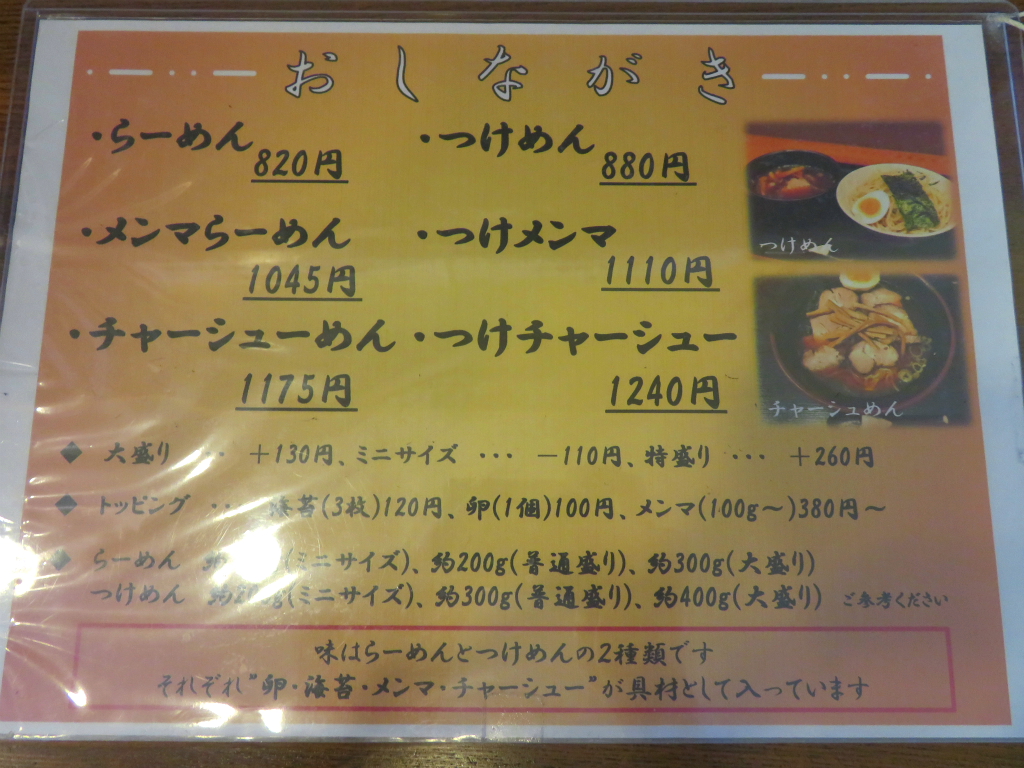 おしながき
・らーめん ・つけめん
820円 880円
・メンマらーめん ・つけメンマ
1045円 1110円
・チャーシューめん ・つけチャーシュー
1175円 1240円
つけめん
チャーシュめん
◆ 大盛り ・・ ＋130円、ミニサイズ ・・・ －110円、特盛り ・・・ ＋260円
◆ トッピング ・・ 海苔(3枚)120円、卵(1個)100円、メンマ(100g～)380円～
◆ らーめん (ミニサイズ)、約200g(普通盛り)、約300g(大盛り)
つけめん (ミニサイズ)、約300g(普通盛り)、約400g(大盛り) ご参考ください
味はらーめんとつけめんの2種類です
それぞれ"卵・海苔・メンマ・チャーシュー"が具材として入っています